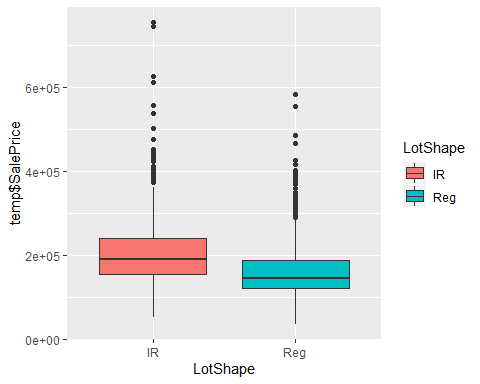 temp$SalePrice
6e+05
4e+05
2e+05
0e+00
IR
Reg
LotShape
LotShape
IR
Reg